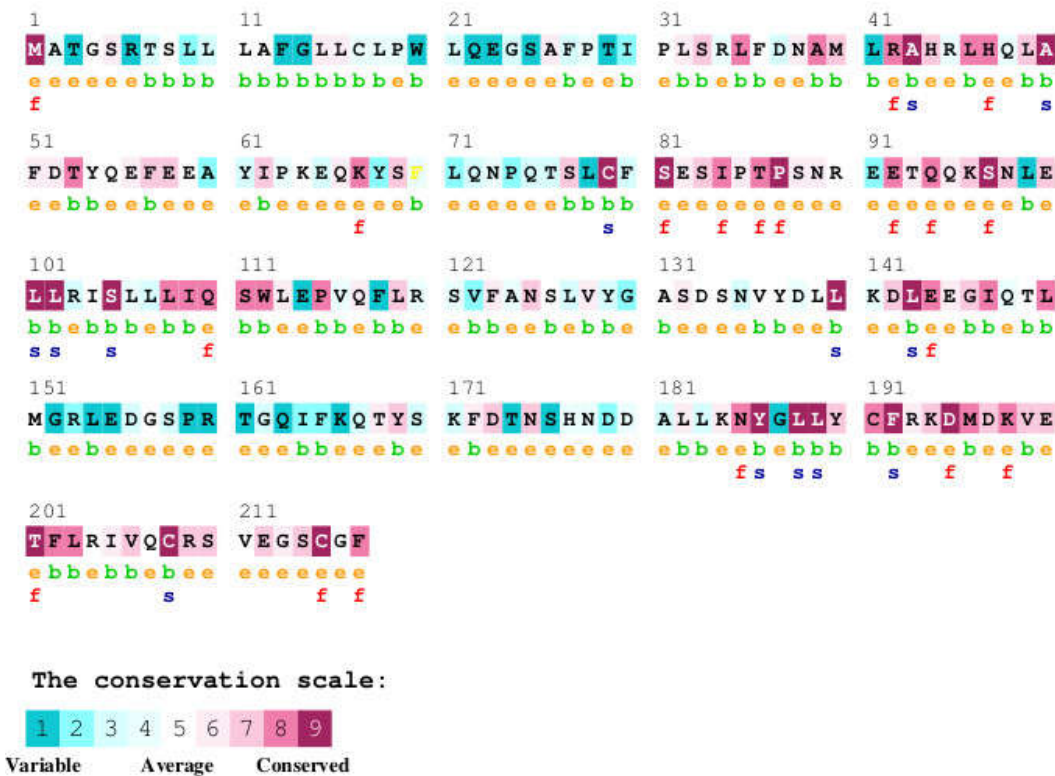 1 11 21 31 41
MATGSRTSLL LAFGLLCLPW LQEGSAFPTI PLSRLFDNAM LRAHRLHQLA
eeeeeebbbb bbbbbbbbeb eeeeeebeeb ebbebbeebb bebeebeebb
f f s f s
51 61 71 81 91
FDTYQEFEEA YIPKEQKYSF LQNPQTSLCF SESIPTPSNR EETQQKSNLE
eebbeebeee ebeeeeeeeb eeeeeebbbb eeeeeeeeee eeeeeeeebe
f s f f f f f f f
101 111 121 131 141
LLRISLLLIQ SWLEPVQFLR SVFANSLVYG ASDSNVYDLL KDLEEGIQTL
bbebbbebbe bbeebbebbe ebbeebebbe beeeebbeeb eebeebbebb
s s s f s s f
151 161 171 181 191
MGRLEDGSPR TGQIFKQTYS KFDTNSHNDD ALLKNYGLLY CFRKDMDKVE
beebeeeeee eeebbeeebe ebeeeeeeee ebbeebebbb bbeeebeebe
f s s s s f f
201 211
TFLRIVQCRS VEGSCGF
ebbebbebee eeeeeee
f s f f
The conservation scale:
1 2 3 4 5 6 7 8 9
Variable Average Conserved